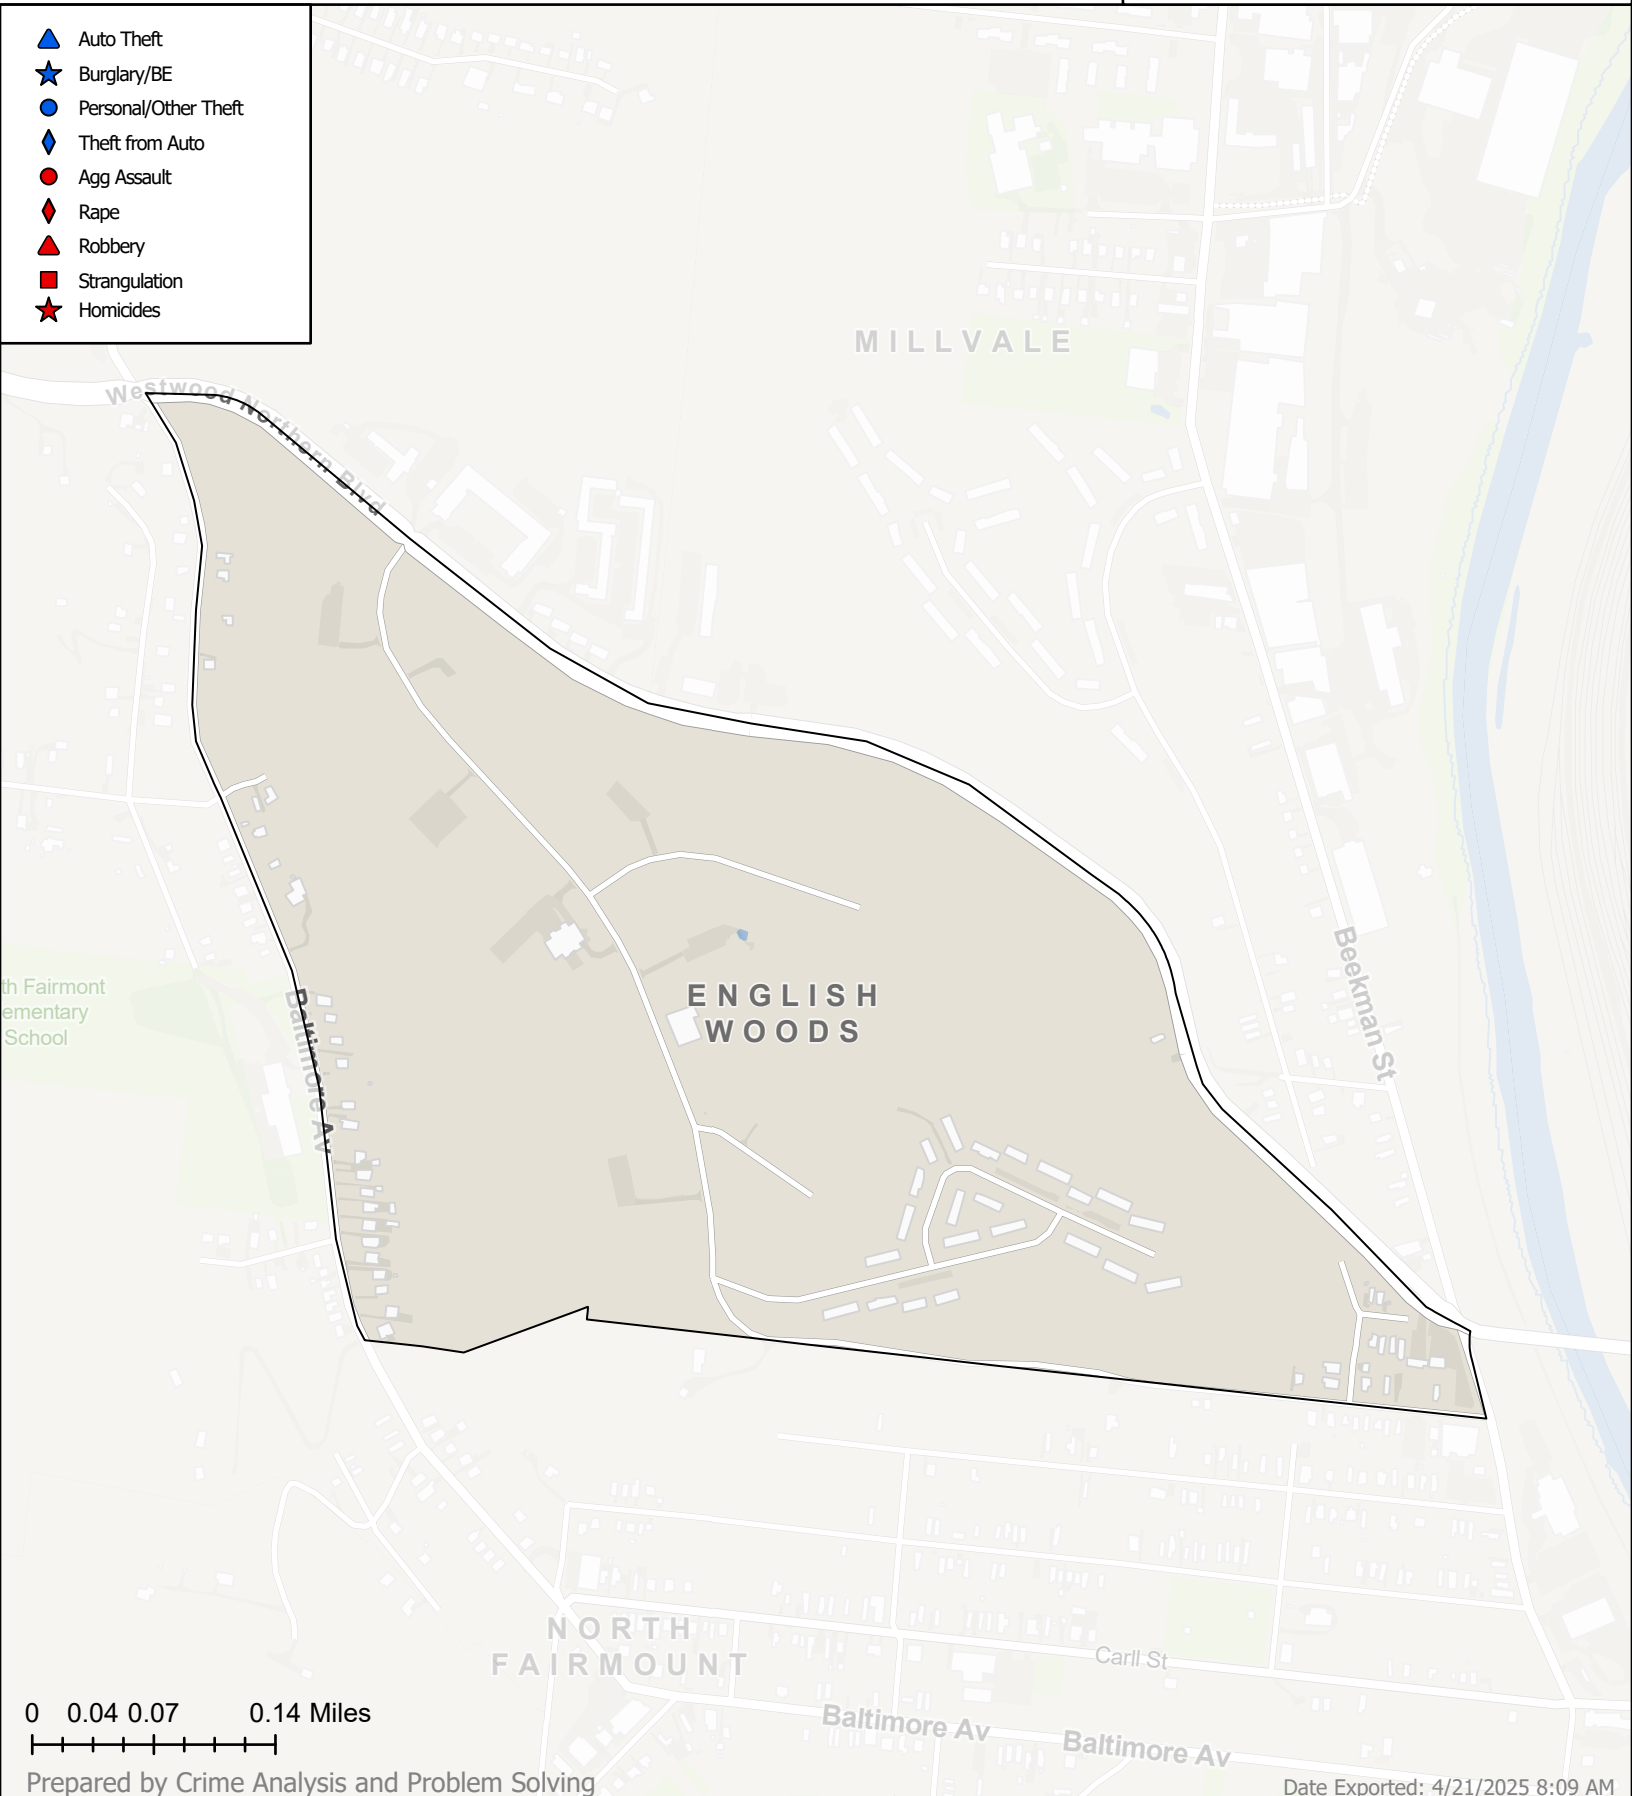 Auto Theft
Burglary/BE
Personal/Other Theft
Theft from Auto
Agg Assault
Rape
Robbery
Strangulation
Homicides
MILLVALE
Westwood Northern Blvd
Beekman St
ENGLISH
WOODS
th Fairmont
ementary
School
Baltimore Av
NORTH
FAIRMOUNT
Carll St
Baltimore Av
Baltimore Av
0 0.04 0.07 0.14 Miles
Prepared by Crime Analysis and Problem Solving
Date Exported: 4/21/2025 8:09 AM